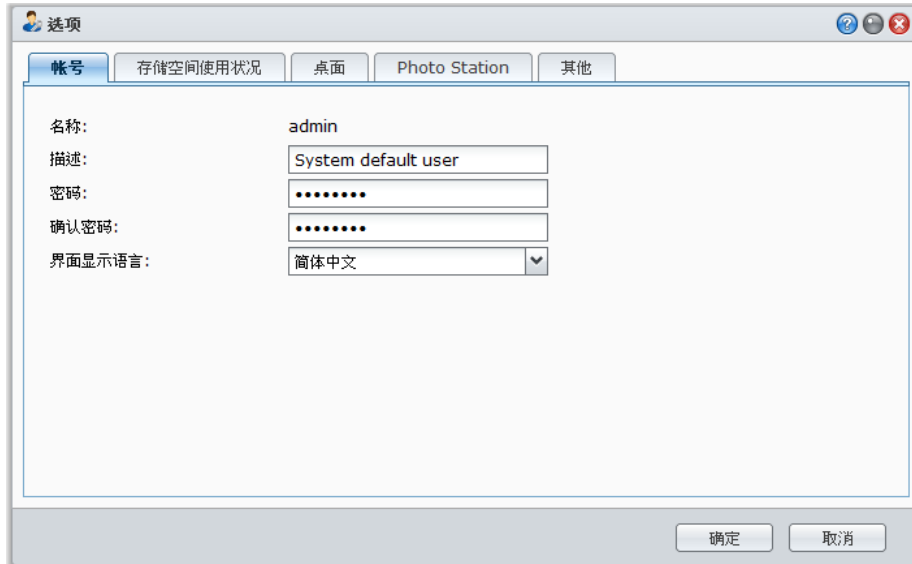 选项
帐号 存储空间使用状况 桌面 Photo Station 其他
名称: admin
描述: System default user
密码: ••••••••
确认密码: ••••••••
界面显示语言: 简体中文
确定 取消